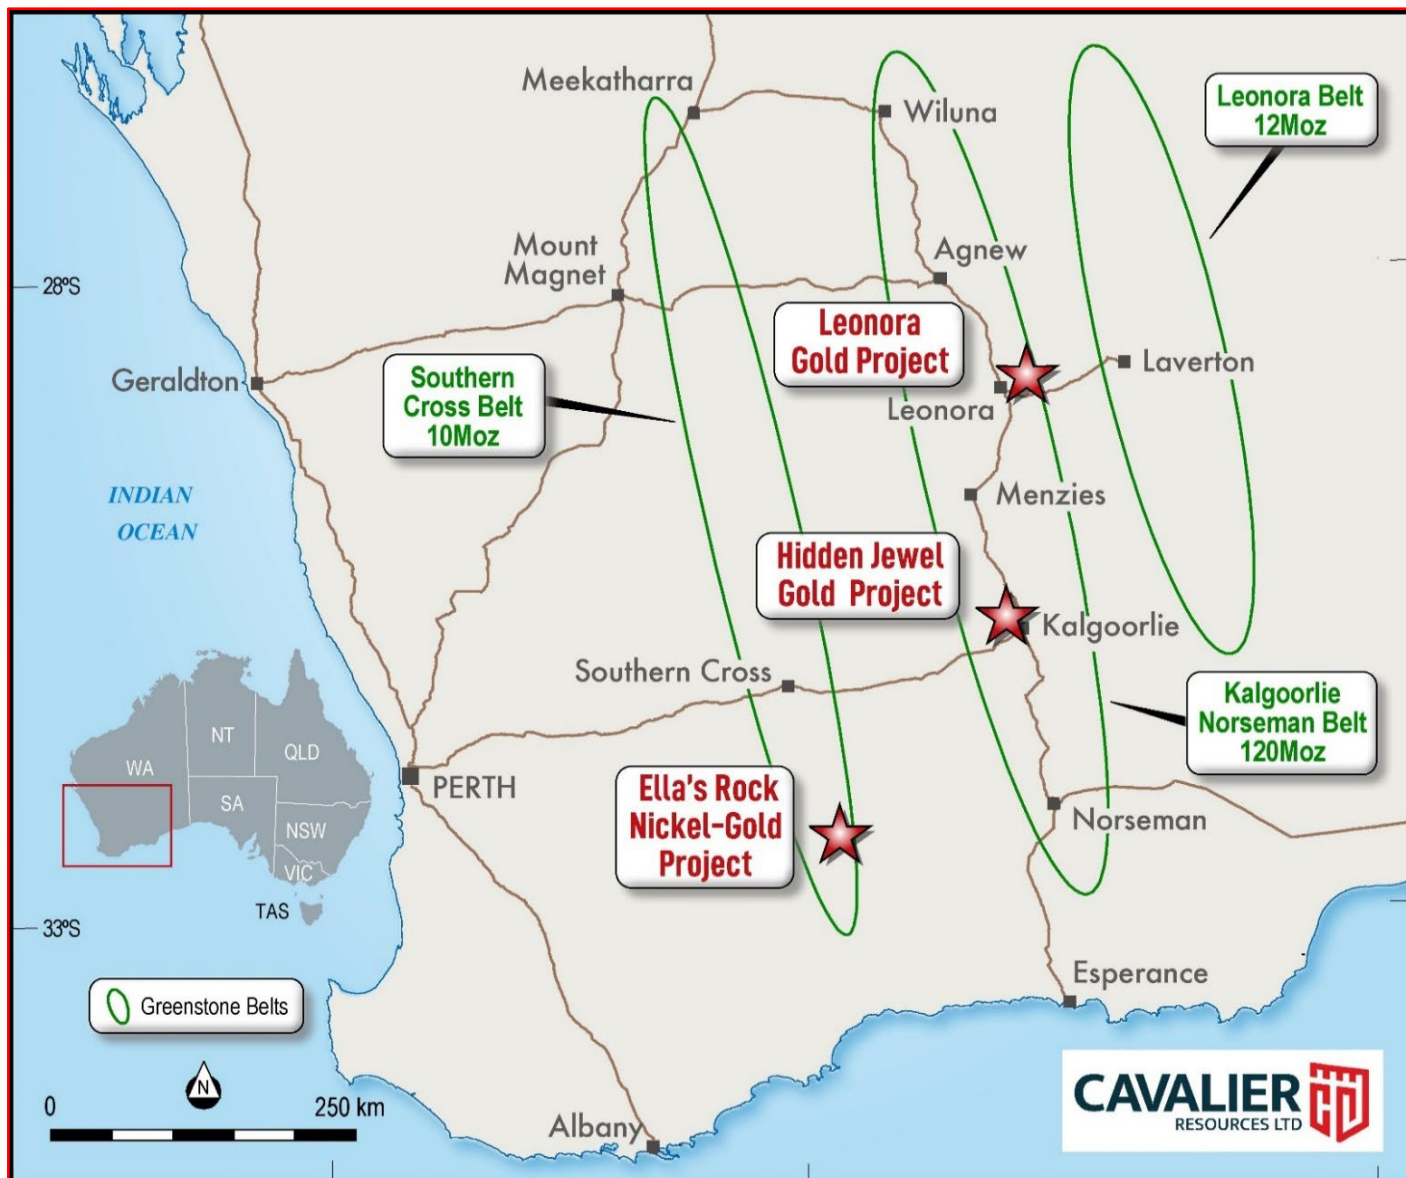 Meekatharra
Wiluna
Leonora Belt
12Moz
Mount
Magnet
Agnew
28ºS
Leonora
Gold Project
Laverton
Geraldton
Southern
Cross Belt
10Moz
Leonora
INDIAN
OCEAN
Menzies
Hidden Jewel
Gold Project
Kalgoorlie
Southern Cross
Kalgoorlie
Norseman Belt
120Moz
NT
QLD
WA
SA
NSW
VIC
TAS
PERTH
Ella's Rock
Nickel-Gold
Project
Norseman
33ºS
Esperance
Greenstone Belts
N
0
250 km
Albany
CAVALIER
RESOURCES LTD